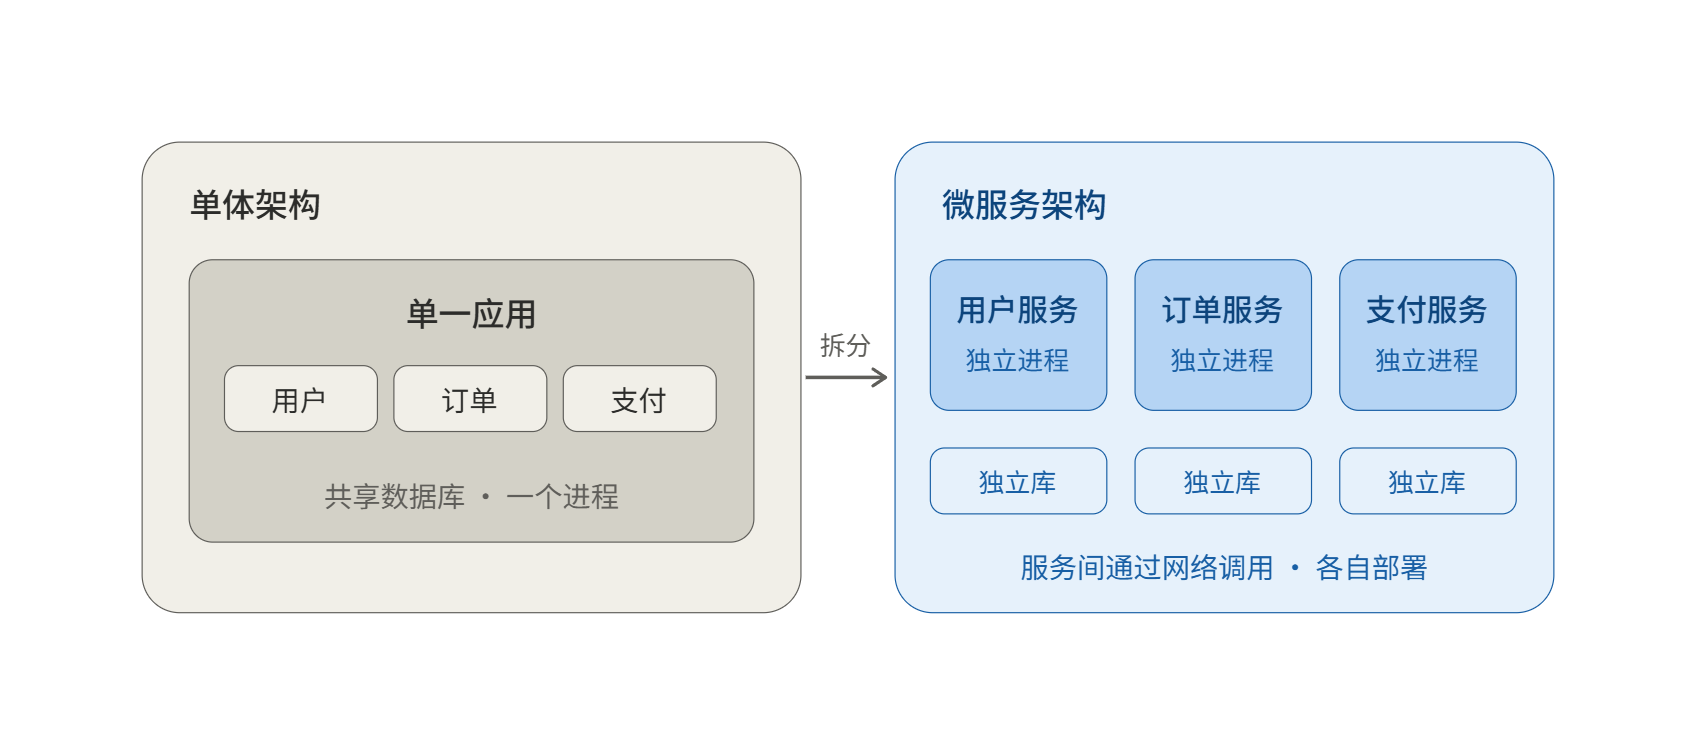 单体架构
单一应用
用户
订单
支付
共享数据库 · 一个进程
拆分
微服务架构
用户服务
独立进程
订单服务
独立进程
支付服务
独立进程
独立库
独立库
独立库
服务间通过网络调用 · 各自部署